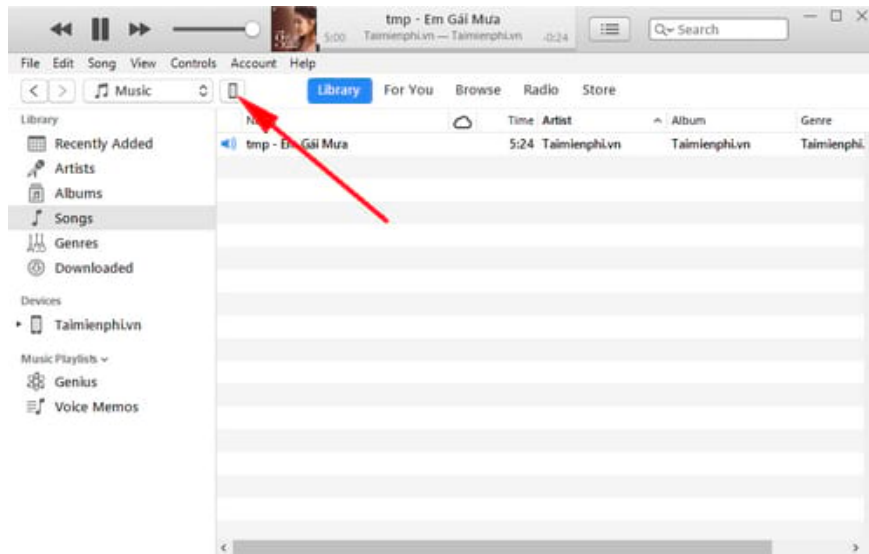 tmp - Em Gái Mưa
5:00 Taimienphi.vn — Taimienphi.vn -0:24
Search
File Edit Song View Controls Account Help
Music
Library For You Browse Radio Store
Library
Time Artist Album Genre
Recently Added
tmp - Em Gái Mưa 5:24 Taimienphi.vn Taimienphi.vn Taimienphi.
Artists
Albums
Songs
Genres
Downloaded
Devices
Taimienphi.vn
Music Playlists
Genius
Voice Memos